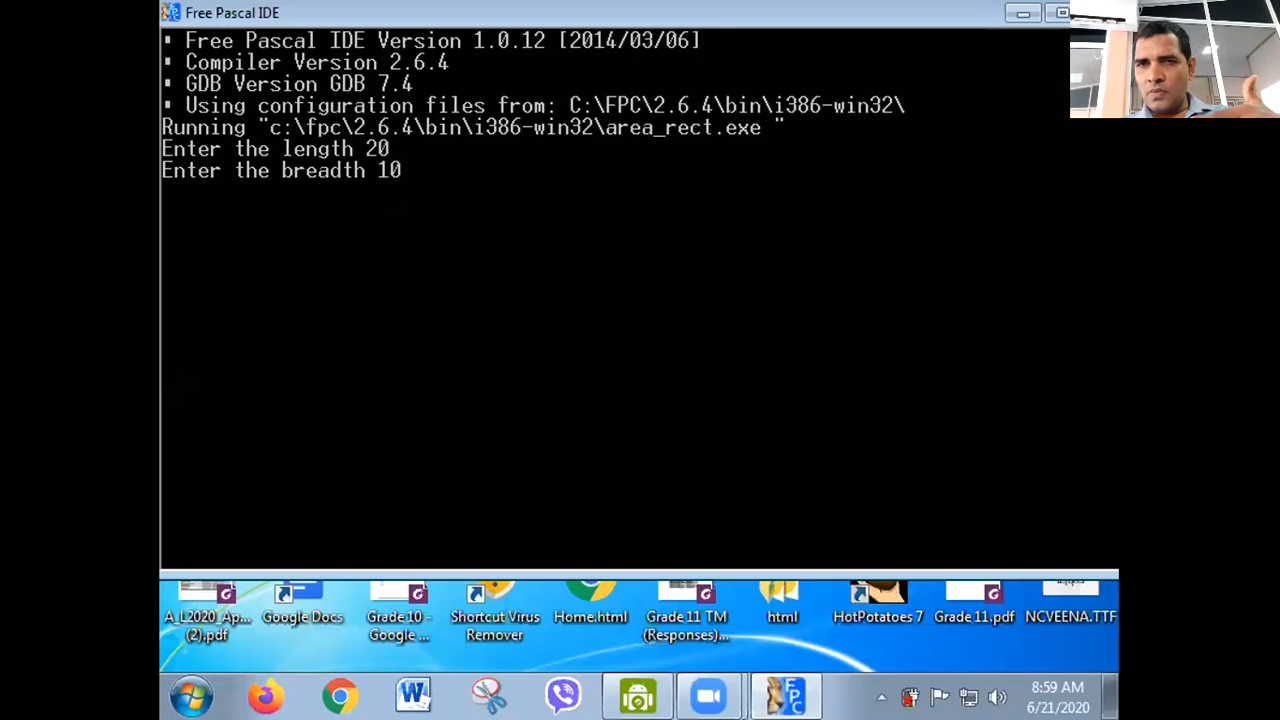 Free Pascal IDE
▪ Free Pascal IDE Version 1.0.12 [2014/03/06]
▪ Compiler Version 2.6.4
▪ GDB Version GDB 7.4
▪ Using configuration files from: C:\FPC\2.6.4\bin\i386-win32\
Running "c:\fpc\2.6.4\bin\i386-win32\area_rect.exe "
Enter the length 20
Enter the breadth 10
A_L2020_Ap... (2).pdf
Google Docs
Grade 10 - Google ...
Shortcut Virus Remover
Home.html
Grade 11 TM (Responses)...
html
HotPotatoes 7
Grade 11.pdf
NCVEENA.TTF
8:59 AM
6/21/2020